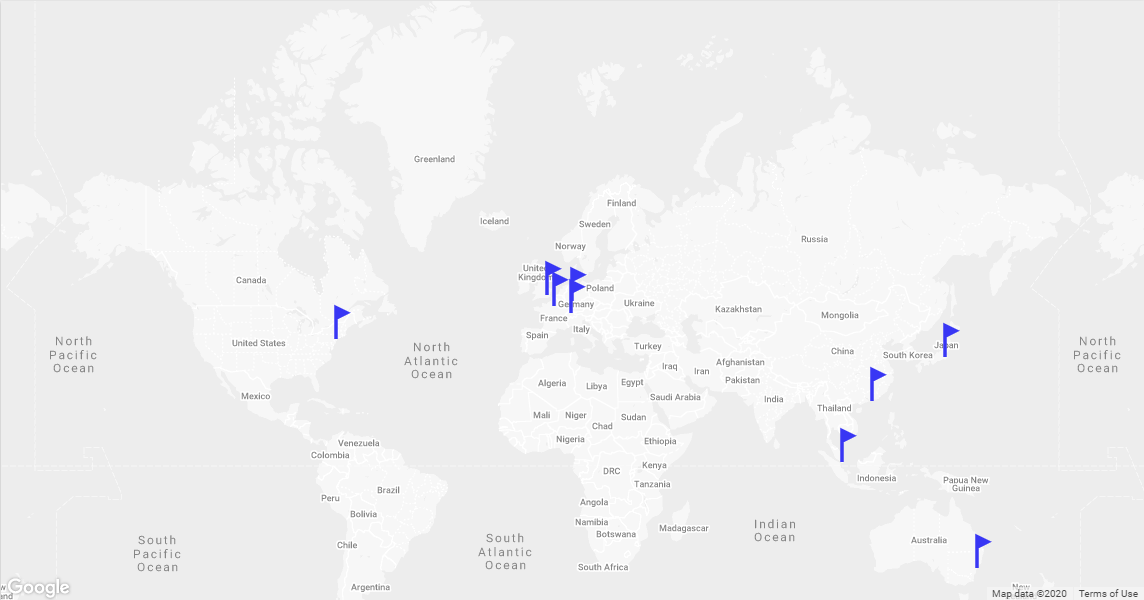 Greenland
Finland
Iceland
Sweden
Russia
Norway
United
Kingdom
Canada
Poland
Germany
Ukraine
Kazakhstan
Mongolia
France
Italy
Spain
United States
North
Pacific
Ocean
North
Atlantic
Ocean
Turkey
China
South Korea
Japan
North
Pacific
Ocean
Iraq
Iran
Afghanistan
Pakistan
Algeria
Libya
Egypt
Saudi Arabia
India
Mexico
Mali
Niger
Chad
Sudan
Thailand
Venezuela
Nigeria
Ethiopia
Colombia
DRC
Kenya
Tanzania
Indonesia
Papua New
Guinea
Peru
Brazil
Angola
Bolivia
Namibia
Botswana
Madagascar
Indian
Ocean
Australia
South
Pacific
Ocean
Chile
South
Atlantic
Ocean
South Africa
Argentina
Google
Map data ©2020
Terms of Use